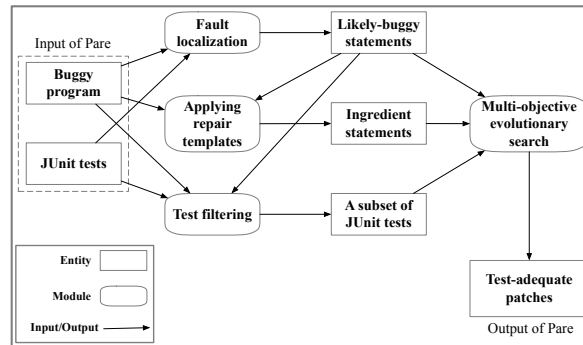 Input of Pare
Buggy
program
JUnit tests
Fault
localization
Applying
repair
templates
Test filtering
Likely-buggy
statements
Ingredient
statements
A subset of
JUnit tests
Multi-objective
evolutionary
search
Test-adequate
patches
Output of Pare
Entity
Module
Input/Output